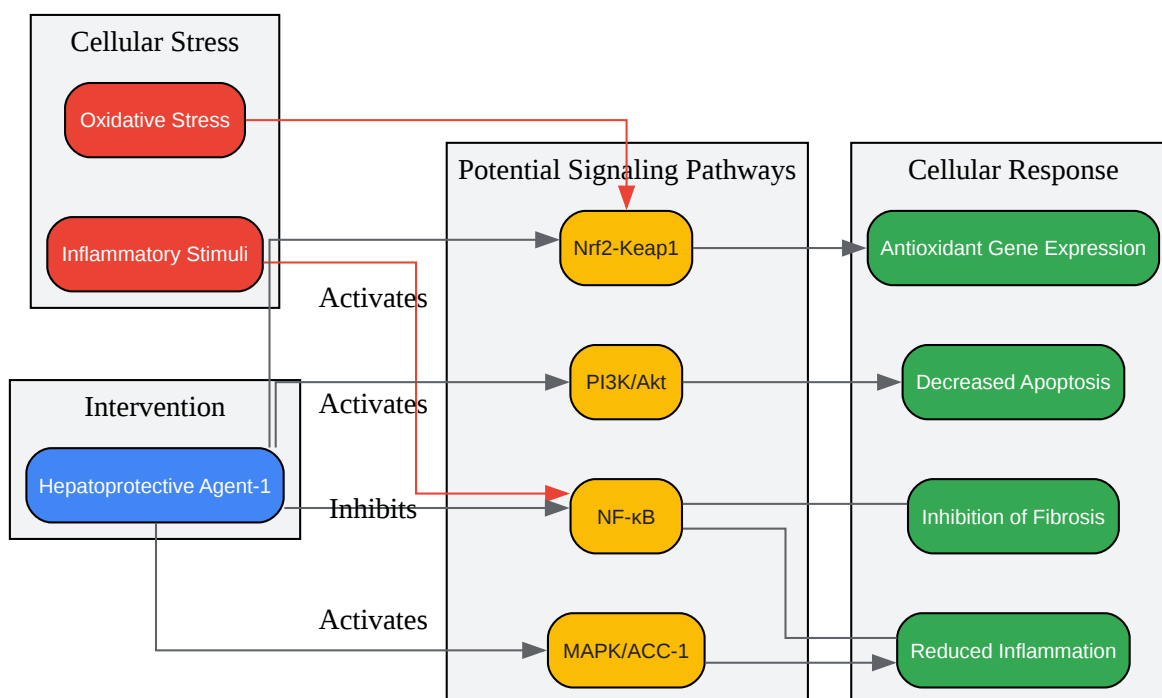 Cellular Stress
Oxidative Stress
Inflammatory Stimuli
Intervention
Hepatoprotective Agent-1
Activates
Activates
Inhibits
Activates
Potential Signaling Pathways
Nrf2-Keap1
PI3K/Akt
NF-κB
MAPK/ACC-1
Cellular Response
Antioxidant Gene Expression
Decreased Apoptosis
Inhibition of Fibrosis
Reduced Inflammation